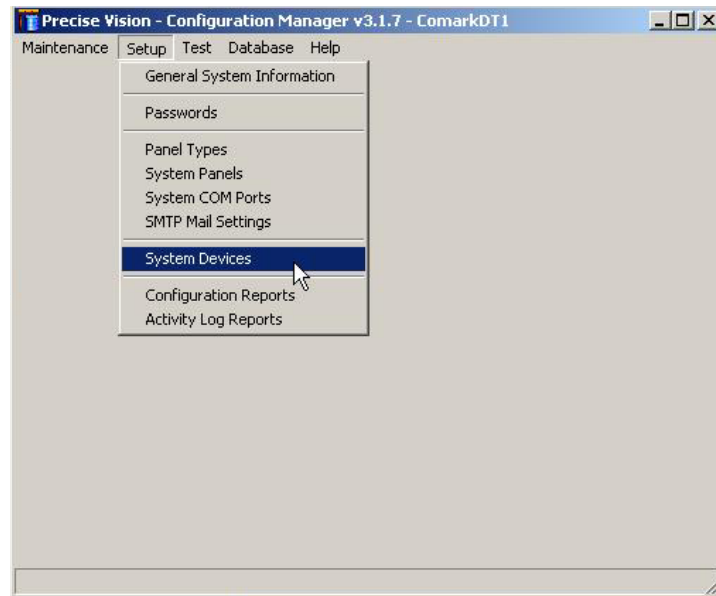 Precise Vision - Configuration Manager v3.1.7 - ComarkDT1
Maintenance Setup Test Database Help
General System Information
Passwords
Panel Types
System Panels
System COM Ports
SMTP Mail Settings
System Devices
Configuration Reports
Activity Log Reports